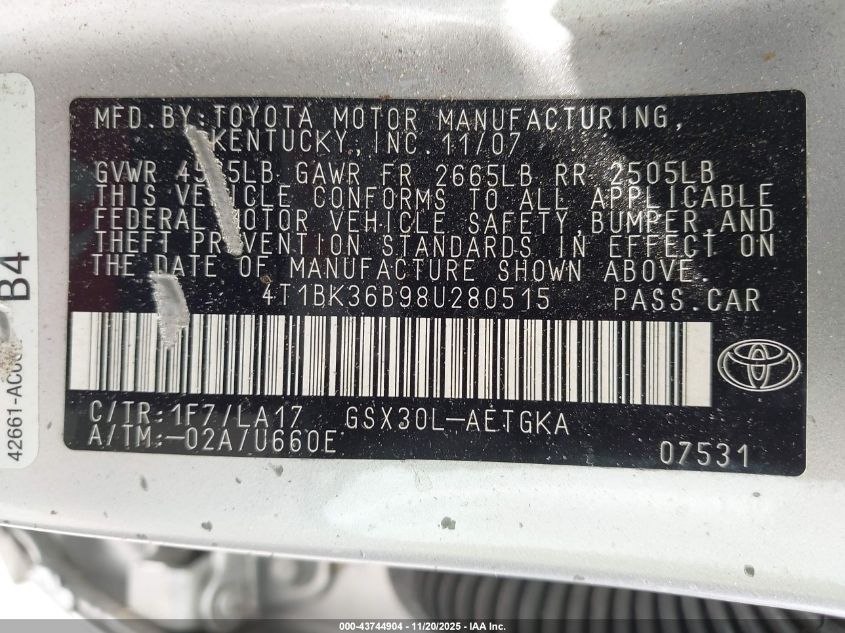 MFD. BY: TOYOTA MOTOR MANUFACTURING,
KENTUCKY, INC. 11/07
GVWR LB GAWR FR 2665LB RR 2505LB
THIS VEHICLE CONFORMS TO ALL APPLICABLE
FEDERAL MOTOR VEHICLE SAFETY, BUMPER, AND
THEFT PREVENTION STANDARDS IN EFFECT ON
THE DATE OF MANUFACTURE SHOWN ABOVE.
4T1BK36B98U280515 PASS. CAR
C/TR: 1F7/LA17 GSX30L-AETGKA
A/TM: -02A/U660E
07531
B4
000-43744904 - 11/20/2025 - IAA Inc.